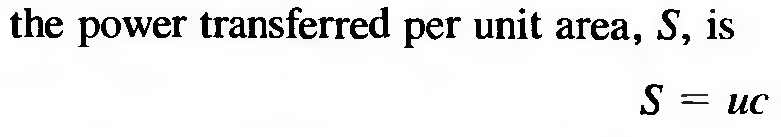 the power transferred per unit area, S, is
S = uc